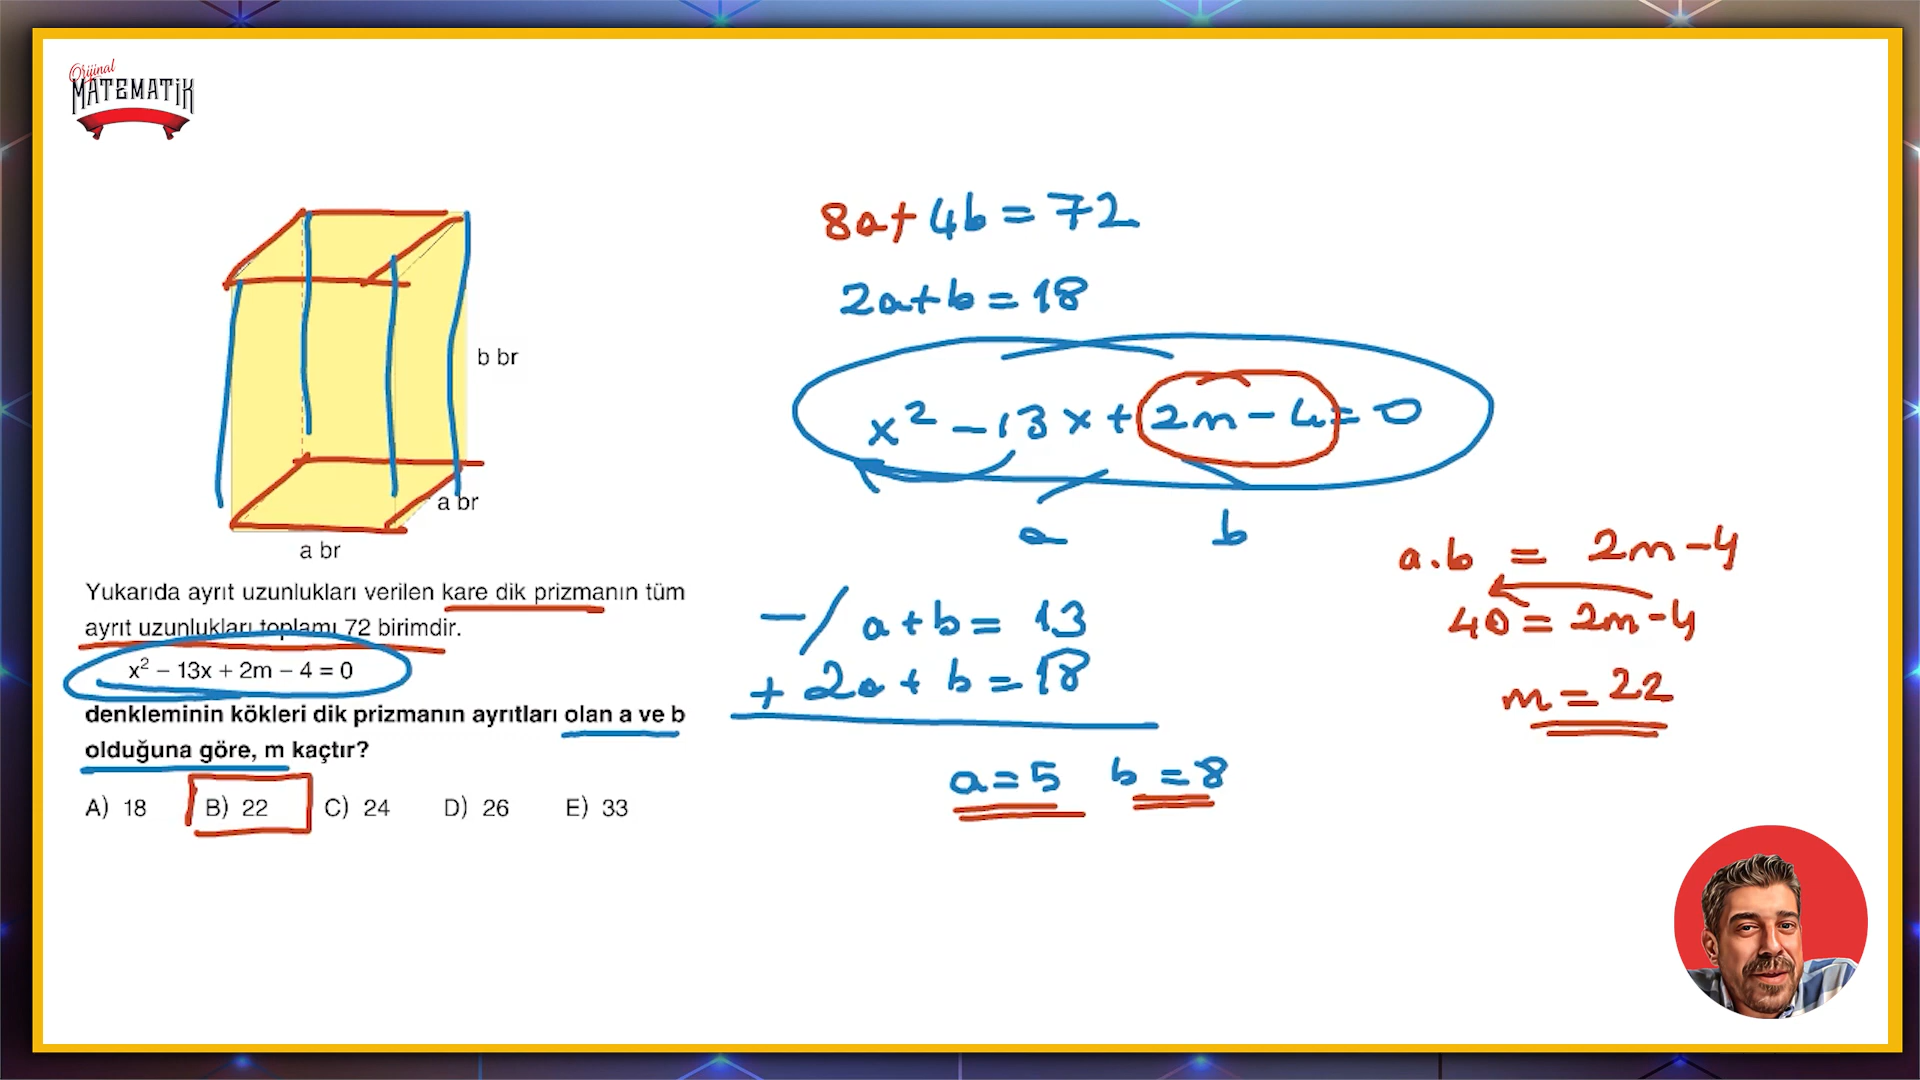 Orijinal
MATEMATİK
b br
a br
a br
Yukarıda ayrıt uzunlukları verilen kare dik prizmanın tüm
ayrıt uzunlukları toplamı 72 birimdir.
x² – 13x + 2m – 4 = 0
denkleminin kökleri dik prizmanın ayrıtları olan a ve b
olduğuna göre, m kaçtır?
A) 18 B) 22 C) 24 D) 26 E) 33
8a+4b=72
2a+b=18
x²-13x+2m-4=0
a b
-/ a+b=13
+ 2a+b=18
a=5 b=8
a.b = 2m-4
40=2m-4
m=22